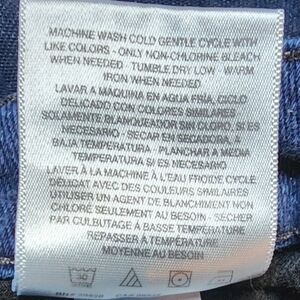 MACHINE WASH COLD GENTLE CYCLE WITH
LIKE COLORS - ONLY NON-CHLORINE BLEACH
WHEN NEEDED - TUMBLE DRY LOW - WARM
IRON WHEN NEEDED
LAVAR A MAQUINA EN AGUA FRIA, CICLO
DELICADO CON COLORES SIMILARES
SOLAMENTE BLANQUEADOR SIN CLORO, SI ES
NECESARIO - SECAR EN SECADORA, A
BAJA TEMPERATURA - PLANCHAR A MEDIA
TEMPERATURA SI ES NECESARIO
LAVER À LA MACHINE À L'EAU FROIDE CYCLE
DÉLICAT AVEC DES COULEURS SIMILAIRES
UTILISER UN AGENT DE BLANCHIMENT NON
CHLORÉ SEULEMENT AU BESOIN - SÉCHER
PAR CULBUTAGE À BASSE TEMPÉRATURE
REPASSER À TEMPÉRATURE
MOYENNE AU BESOIN